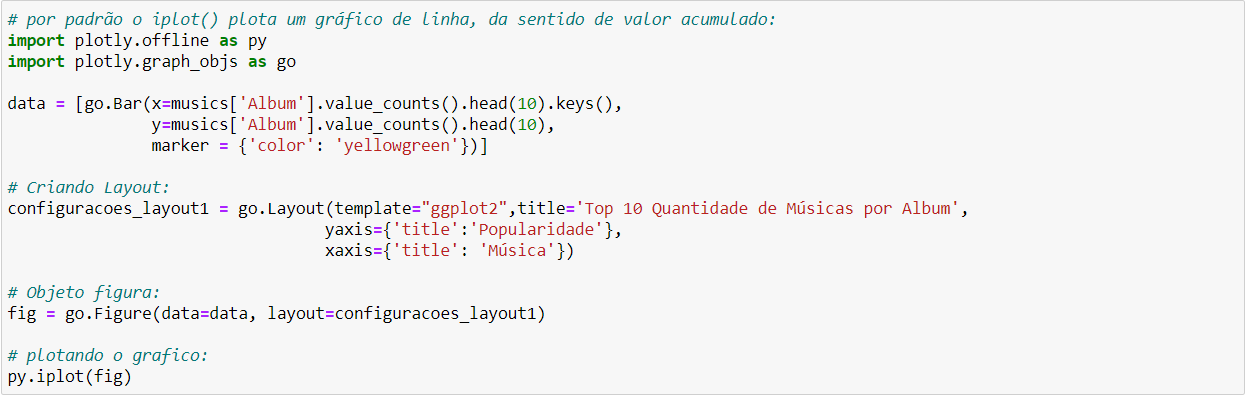 # por padrão o iplot() plota um gráfico de linha, da sentido de valor acumulado:
import plotly.offline as py
import plotly.graph_objs as go
data = [go.Bar(x=musics['Album'].value_counts().head(10).keys(),
y=musics['Album'].value_counts().head(10),
marker = {'color': 'yellowgreen'})]
# Criando Layout:
configuracoes_layout1 = go.Layout(template="ggplot2",title='Top 10 Quantidade de Músicas por Album',
yaxis={'title':'Popularidade'},
xaxis={'title': 'Música'})
# Objeto figura:
fig = go.Figure(data=data, layout=configuracoes_layout1)
# plotando o grafico:
py.iplot(fig)